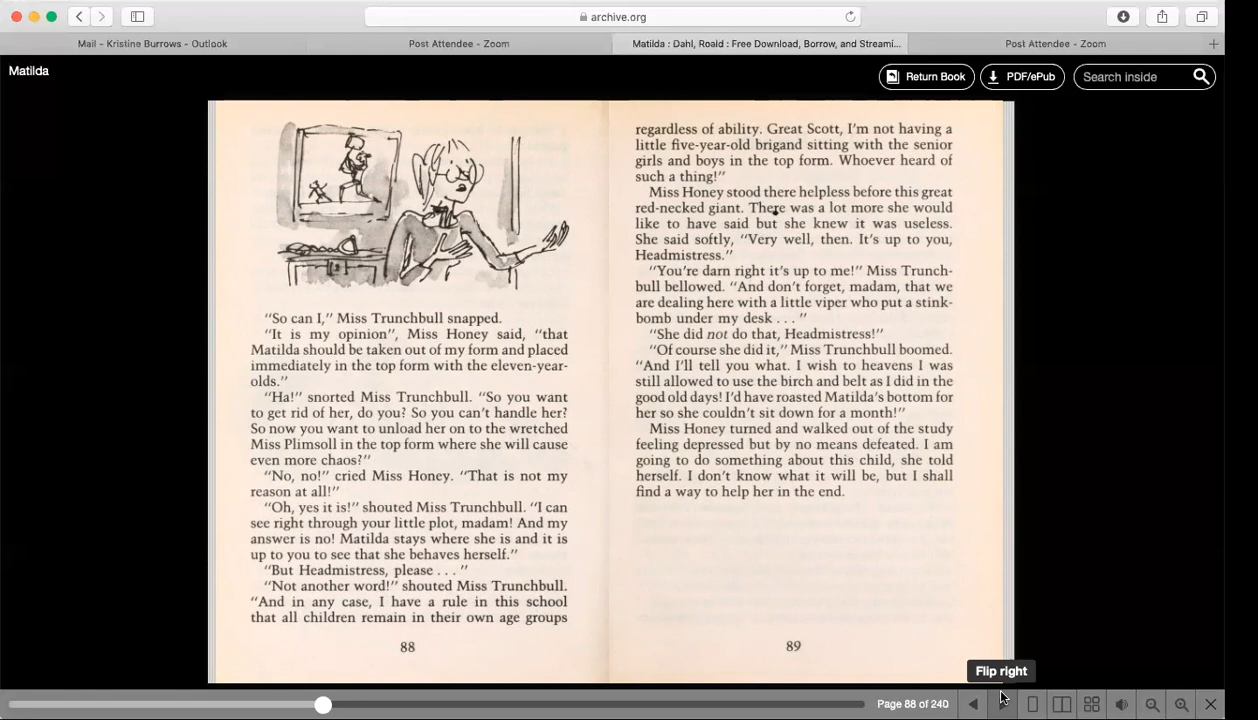 archive.org
Mail - Kristine Burrows - Outlook
Post Attendee - Zoom
Matilda : Dahl, Roald : Free Download, Borrow, and Streami...
Post Attendee - Zoom
Matilda
Return Book
PDF/ePub
Search inside
"So can I," Miss Trunchbull snapped.
"It is my opinion", Miss Honey said, "that
Matilda should be taken out of my form and placed
immediately in the top form with the eleven-year-
olds."
"Ha!" snorted Miss Trunchbull. "So you want
to get rid of her, do you? So you can't handle her?
So now you want to unload her on to the wretched
Miss Plimsoll in the top form where she will cause
even more chaos?"
"No, no!" cried Miss Honey. "That is not my
reason at all!"
"Oh, yes it is!" shouted Miss Trunchbull. "I can
see right through your little plot, madam! And my
answer is no! Matilda stays where she is and it is
up to you to see that she behaves herself."
"But Headmistress, please . . ."
"Not another word!" shouted Miss Trunchbull.
"And in any case, I have a rule in this school
that all children remain in their own age groups
88
regardless of ability. Great Scott, I'm not having a
little five-year-old brigand sitting with the senior
girls and boys in the top form. Whoever heard of
such a thing!"
Miss Honey stood there helpless before this great
red-necked giant. There was a lot more she would
like to have said but she knew it was useless.
She said softly, "Very well, then. It's up to you,
Headmistress."
"You're darn right it's up to me!" Miss Trunch-
bull bellowed. "And don't forget, madam, that we
are dealing here with a little viper who put a stink-
bomb under my desk . . ."
"She did not do that, Headmistress!"
"Of course she did it," Miss Trunchbull boomed.
"And I'll tell you what. I wish to heavens I was
still allowed to use the birch and belt as I did in the
good old days! I'd have roasted Matilda's bottom for
her so she couldn't sit down for a month!"
Miss Honey turned and walked out of the study
feeling depressed but by no means defeated. I am
going to do something about this child, she told
herself. I don't know what it will be, but I shall
find a way to help her in the end.
89
Flip right
Page 88 of 240